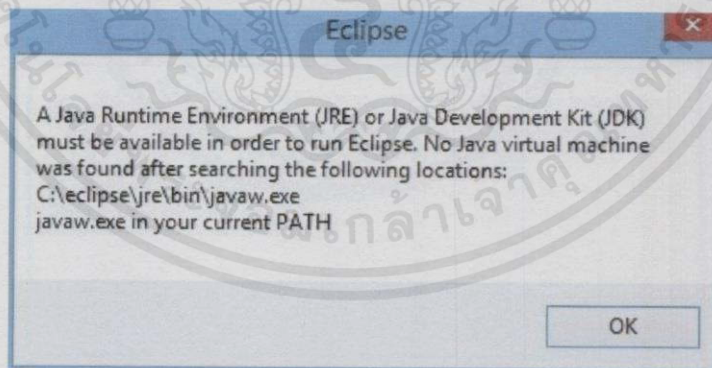 Eclipse
A Java Runtime Environment (JRE) or Java Development Kit (JDK)
must be available in order to run Eclipse. No Java virtual machine
was found after searching the following locations:
C:\eclipse\jre\bin\javaw.exe
javaw.exe in your current PATH
OK